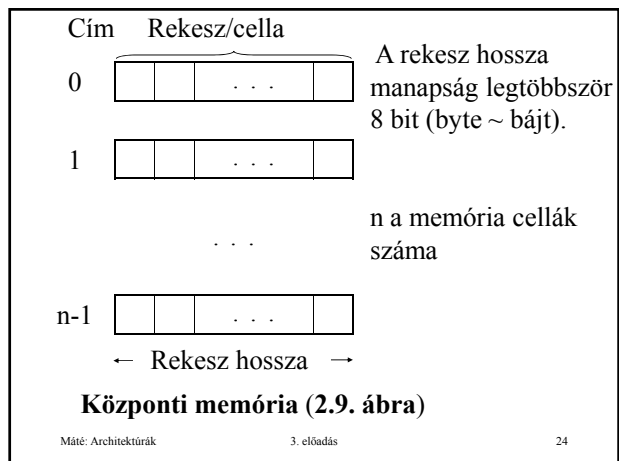 Cím Rekesz/cella
0 . . .
A rekesz hossza
manapság legtöbbször
8 bit (byte ~ bájt).
1 . . .
. . .
n a memória cellák
száma
n-1 . . .
← Rekesz hossza →
Központi memória (2.9. ábra)
Máté: Architektúrák 3. előadás 24